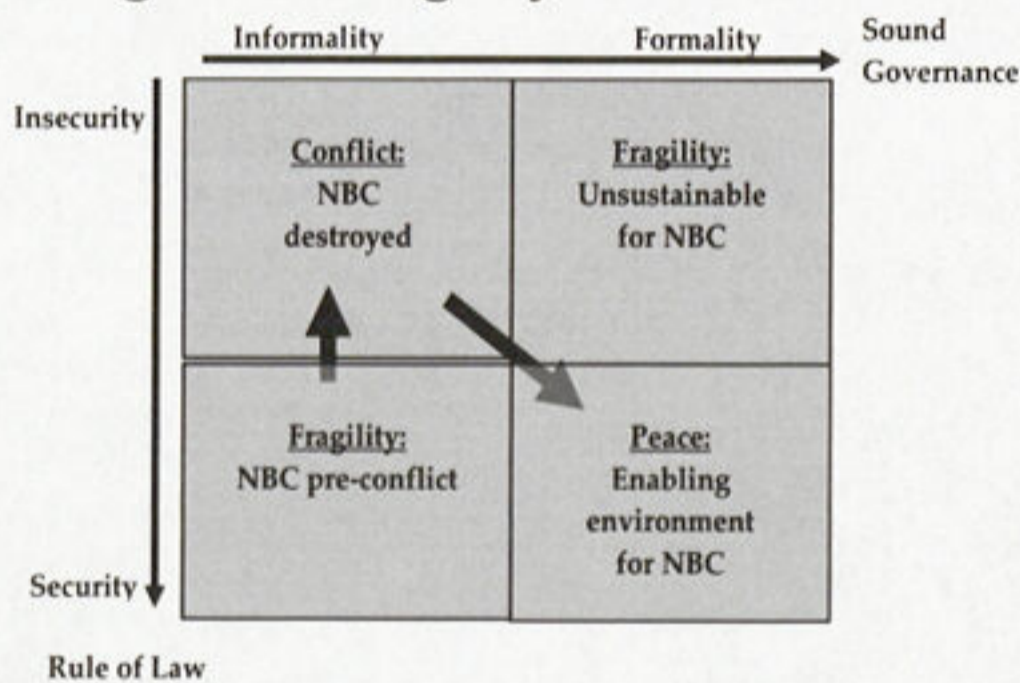 Informality
Formality
Sound
Governance
Insecurity
Conflict:
NBC
destroyed
Fragility:
Unsustainable
for NBC
Fragility:
NBC pre-conflict
Peace:
Enabling
environment
for NBC
Security
Rule of Law